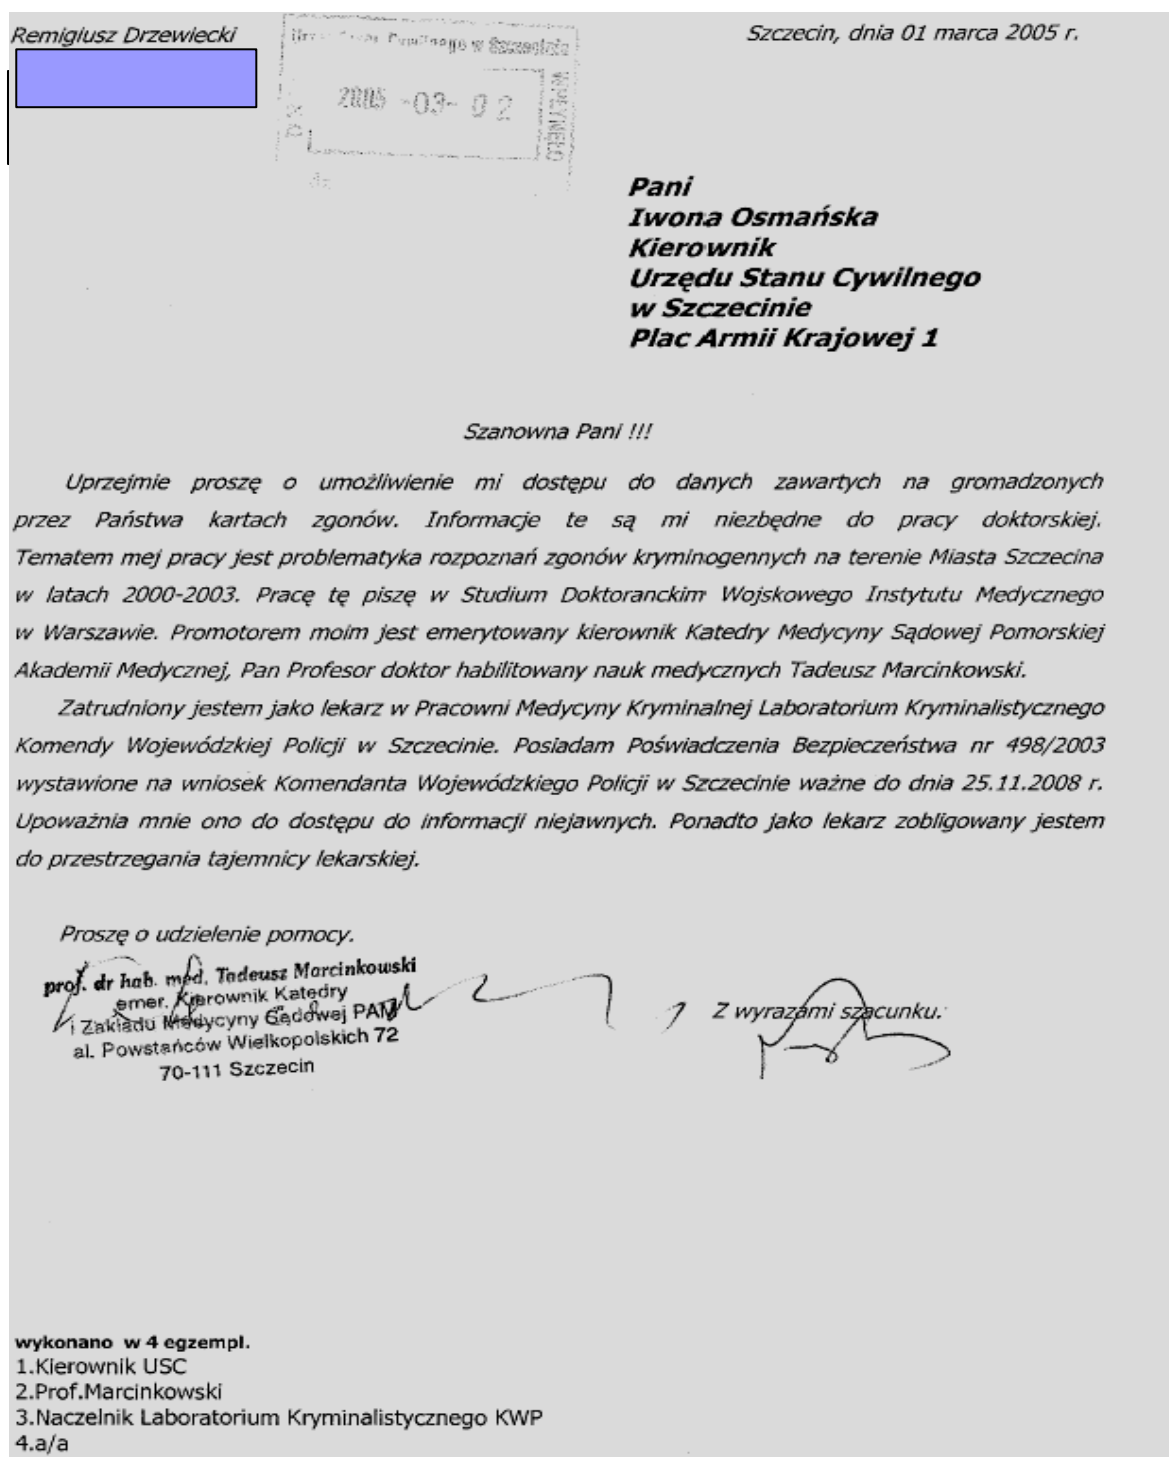 Remigiusz Drzewiecki
Szczecin, dnia 01 marca 2005 r.
Cywilnego w Szczecinie
2005 -03- 02
WPŁYNĘŁO
Pani
Iwona Osmańska
Kierownik
Urzędu Stanu Cywilnego
w Szczecinie
Plac Armii Krajowej 1
Szanowna Pani !!!
Uprzejmie proszę o umożliwienie mi dostępu do danych zawartych na gromadzonych
przez Państwa kartach zgonów. Informacje te są mi niezbędne do pracy doktorskiej.
Tematem mej pracy jest problematyka rozpoznań zgonów kryminogennych na terenie Miasta Szczecina
w latach 2000-2003. Pracę tę piszę w Studium Doktoranckim Wojskowego Instytutu Medycznego
w Warszawie. Promotorem moim jest emerytowany kierownik Katedry Medycyny Sądowej Pomorskiej
Akademii Medycznej, Pan Profesor doktor habilitowany nauk medycznych Tadeusz Marcinkowski.
Zatrudniony jestem jako lekarz w Pracowni Medycyny Kryminalnej Laboratorium Kryminalistycznego
Komendy Wojewódzkiej Policji w Szczecinie. Posiadam Poświadczenia Bezpieczeństwa nr 498/2003
wystawione na wniosek Komendanta Wojewódzkiego Policji w Szczecinie ważne do dnia 25.11.2008 r.
Upoważnia mnie ono do dostępu do informacji niejawnych. Ponadto jako lekarz zobligowany jestem
do przestrzegania tajemnicy lekarskiej.
Proszę o udzielenie pomocy.
prof. dr hab. med. Tadeusz Marcinkowski
emer. Kierownik Katedry
i Zakładu Medycyny Sądowej PAM
al. Powstańców Wielkopolskich 72
70-111 Szczecin
Z wyrazami szacunku.
wykonano w 4 egzempl.
1.Kierownik USC
2.Prof.Marcinkowski
3.Naczelnik Laboratorium Kryminalistycznego KWP
4.a/a